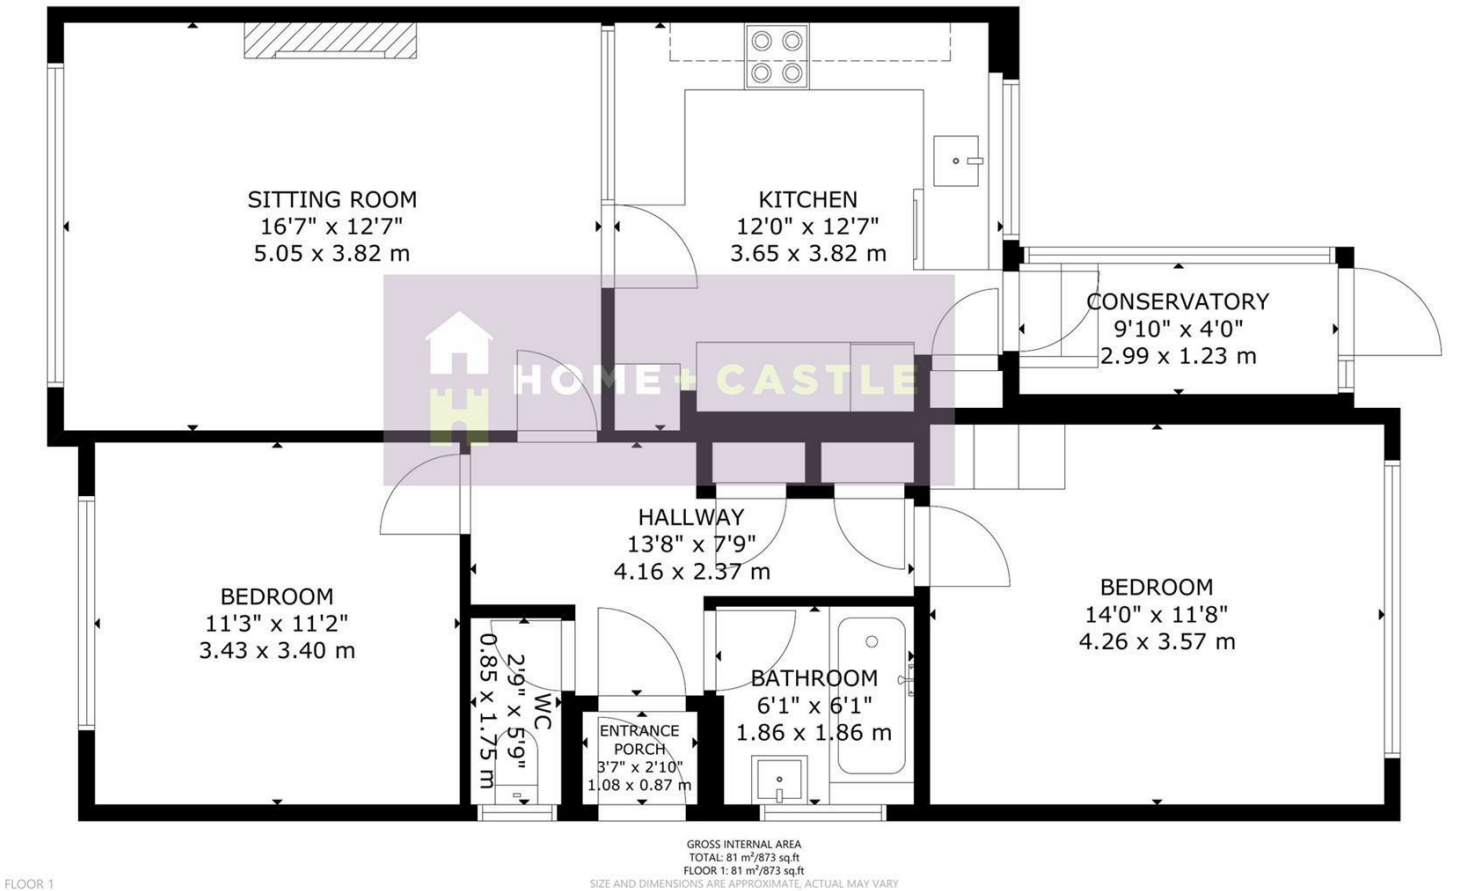 SITTING ROOM
16'7" x 12'7"
5.05 x 3.82 m
KITCHEN
12'0" x 12'7"
3.65 x 3.82 m
CONSERVATORY
9'10" x 4'0"
2.99 x 1.23 m
HOME + CASTLE
HALLWAY
13'8" x 7'9"
4.16 x 2.37 m
BEDROOM
11'3" x 11'2"
3.43 x 3.40 m
BEDROOM
14'0" x 11'8"
4.26 x 3.57 m
WC
2'9" x 5'9"
0.85 x 1.75 m
ENTRANCE
PORCH
3'7" x 2'10"
1.08 x 0.87 m
BATHROOM
6'1" x 6'1"
1.86 x 1.86 m
GROSS INTERNAL AREA
TOTAL: 81 m²/873 sq.ft
FLOOR 1: 81 m²/873 sq.ft
SIZE AND DIMENSIONS ARE APPROXIMATE, ACTUAL MAY VARY
FLOOR 1